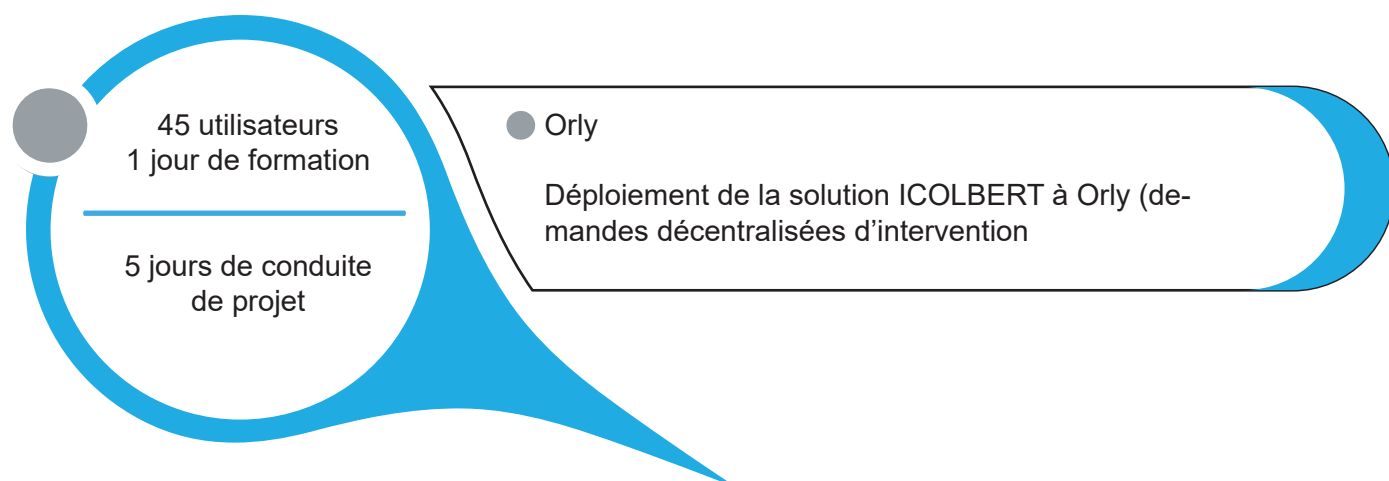 45 utilisateurs
1 jour de formation
5 jours de conduite
de projet
Orly
Déploiement de la solution ICOLBERT à Orly (de-
mandes décentralisées d’intervention